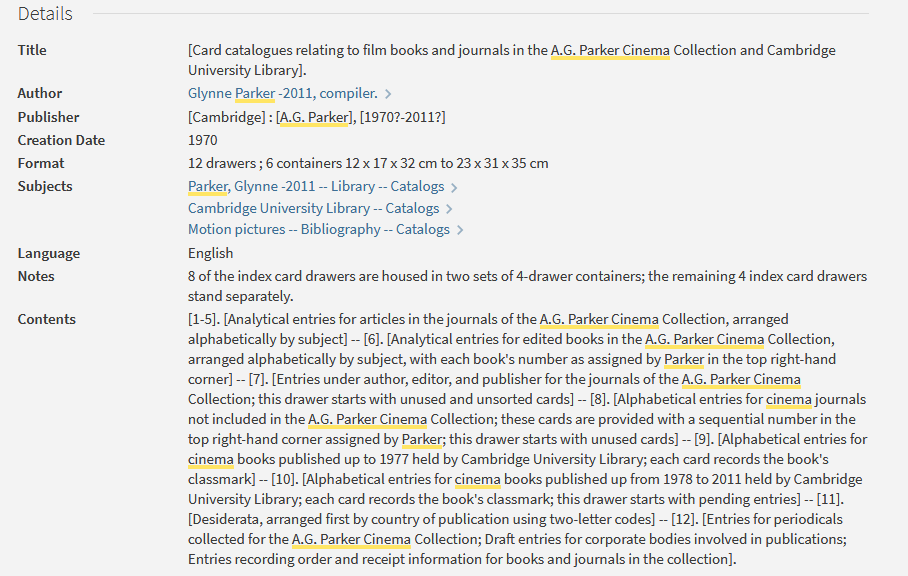 Details
Title [Card catalogues relating to film books and journals in the A.G. Parker Cinema Collection and Cambridge
University Library].
Author Glynne Parker -2011, compiler.
Publisher [Cambridge] : [A.G. Parker], [1970?-2011?]
Creation Date 1970
Format 12 drawers ; 6 containers 12 x 17 x 32 cm to 23 x 31 x 35 cm
Subjects Parker, Glynne -2011 -- Library -- Catalogs
Cambridge University Library -- Catalogs
Motion pictures -- Bibliography -- Catalogs
Language English
Notes 8 of the index card drawers are housed in two sets of 4-drawer containers; the remaining 4 index card drawers
stand separately.
Contents [1-5]. [Analytical entries for articles in the journals of the A.G. Parker Cinema Collection, arranged
alphabetically by subject] -- [6]. [Analytical entries for edited books in the A.G. Parker Cinema Collection,
arranged alphabetically by subject, with each book's number as assigned by Parker in the top right-hand
corner] -- [7]. [Entries under author, editor, and publisher for the journals of the A.G. Parker Cinema
Collection; this drawer starts with unused and unsorted cards] -- [8]. [Alphabetical entries for cinema journals
not included in the A.G. Parker Cinema Collection; these cards are provided with a sequential number in the
top right-hand corner assigned by Parker; this drawer starts with unused cards] -- [9]. [Alphabetical entries for
cinema books published up to 1977 held by Cambridge University Library; each card records the book's
classmark] -- [10]. [Alphabetical entries for cinema books published up from 1978 to 2011 held by Cambridge
University Library; each card records the book's classmark; this drawer starts with pending entries] -- [11].
[Desiderata, arranged first by country of publication using two-letter codes] -- [12]. [Entries for periodicals
collected for the A.G. Parker Cinema Collection; Draft entries for corporate bodies involved in publications;
Entries recording order and receipt information for books and journals in the collection].